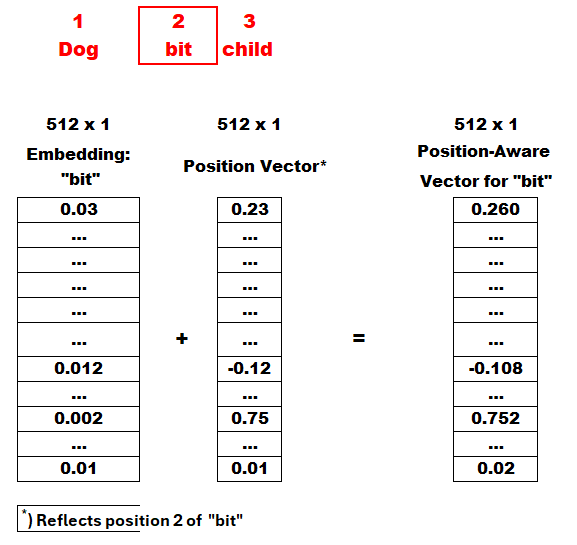 1 2 3
Dog bit child
512 x 1 512 x 1 512 x 1
Embedding: "bit" Position Vector* Position-Aware Vector for "bit"
0.03 0.23 0.260
... ... ...
... ... ...
... ... ...
... ... ...
... + ... = ...
0.012 -0.12 -0.108
... ... ...
0.002 0.75 0.752
... ... ...
0.01 0.01 0.02
*) Reflects position 2 of "bit"